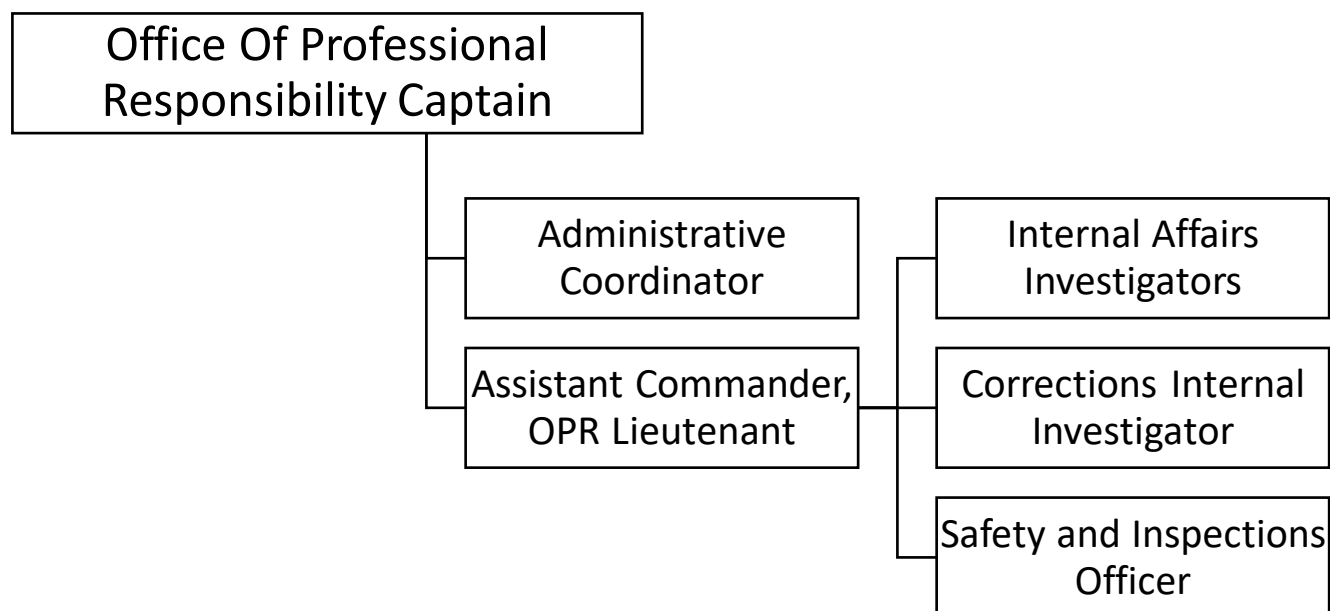 Office Of Professional
Responsibility Captain
Administrative
Coordinator
Assistant Commander,
OPR Lieutenant
Internal Affairs
Investigators
Corrections Internal
Investigator
Safety and Inspections
Officer